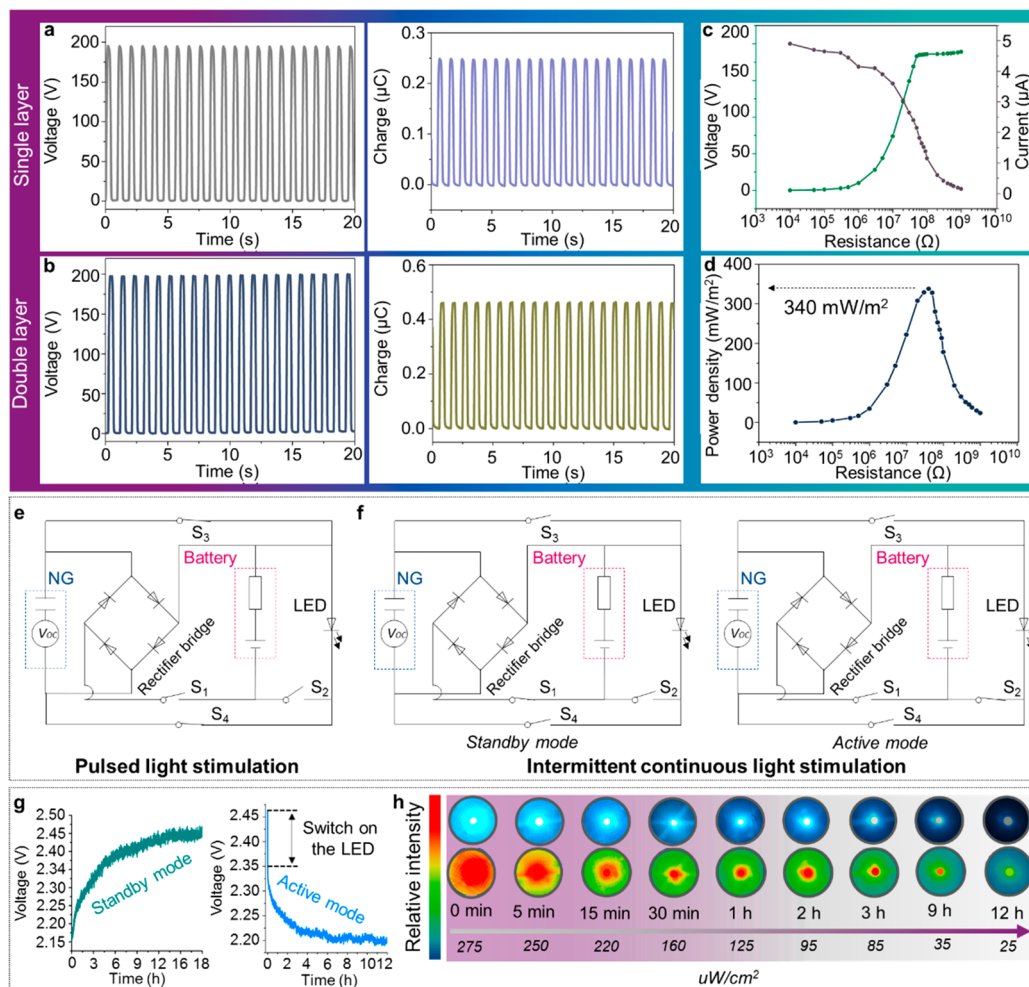 Single layer
a
Voltage (V)
200
150
100
50
0
0 5 10 15 20
Time (s)
Charge (µC)
0.3
0.2
0.1
0.0
0 5 10 15 20
Time (s)
c
Voltage (V)
200
150
100
50
0
Current (µA)
5
4
3
2
1
0
10³ 10⁴ 10⁵ 10⁶ 10⁷ 10⁸ 10⁹ 10¹⁰
Resistance (Ω)
Double layer
b
Voltage (V)
200
150
100
50
0
0 5 10 15 20
Time (s)
Charge (µC)
0.6
0.4
0.2
0.0
0 5 10 15 20
Time (s)
d
Power density (mW/m²)
400
300
200
100
0
340 mW/m²
10³ 10⁴ 10⁵ 10⁶ 10⁷ 10⁸ 10⁹ 10¹⁰
Resistance (Ω)
e
S₃
Battery
NG
LED
Voc
Rectifier bridge
S₁
S₂
S₄
Pulsed light stimulation
f
S₃
Battery
NG
LED
Voc
Rectifier bridge
S₁
S₂
S₄
Standby mode
S₃
Battery
NG
LED
Voc
Rectifier bridge
S₁
S₂
S₄
Active mode
Intermittent continuous light stimulation
g
Voltage (V)
2.50
2.45
2.40
2.35
2.30
2.25
2.20
2.15
Standby mode
0 3 6 9 12 15 18
Time (h)
Voltage (V)
2.45
2.40
2.35
2.30
2.25
2.20
Switch on
the LED
Active mode
0 2 4 6 8 10 12
Time (h)
h
Relative intensity
0 min 5 min 15 min 30 min 1 h 2 h 3 h 9 h 12 h
275 250 220 160 125 95 85 35 25
uW/cm²